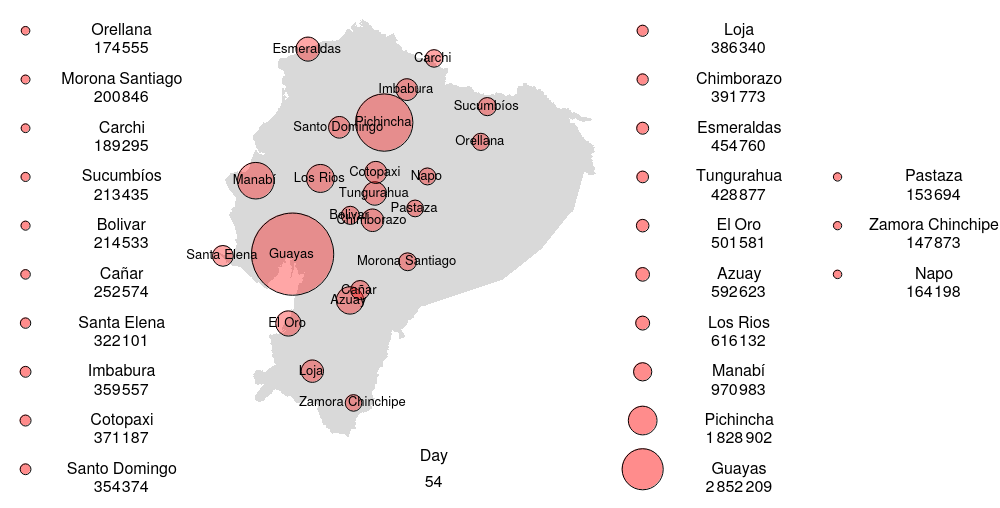 Orellana
174555
Morona Santiago
200846
Carchi
189295
Sucumbíos
213435
Bolivar
214533
Cañar
252574
Santa Elena
322101
Imbabura
359557
Cotopaxi
371187
Santo Domingo
354374
Esmeraldas
Carchi
Imbabura
Sucumbíos
Santo Domingo
Pichincha
Orellana
Manabí
Los Rios
Cotopaxi
Napo
Tungurahua
Pastaza
Bolivar
Chimborazo
Santa Elena
Guayas
Morona Santiago
Cañar
Azuay
El Oro
Loja
Zamora Chinchipe
Day
54
Loja
386340
Chimborazo
391773
Esmeraldas
454760
Tungurahua
428877
El Oro
501581
Azuay
592623
Los Rios
616132
Manabí
970983
Pichincha
1828902
Guayas
2852209
Pastaza
153694
Zamora Chinchipe
147873
Napo
164198